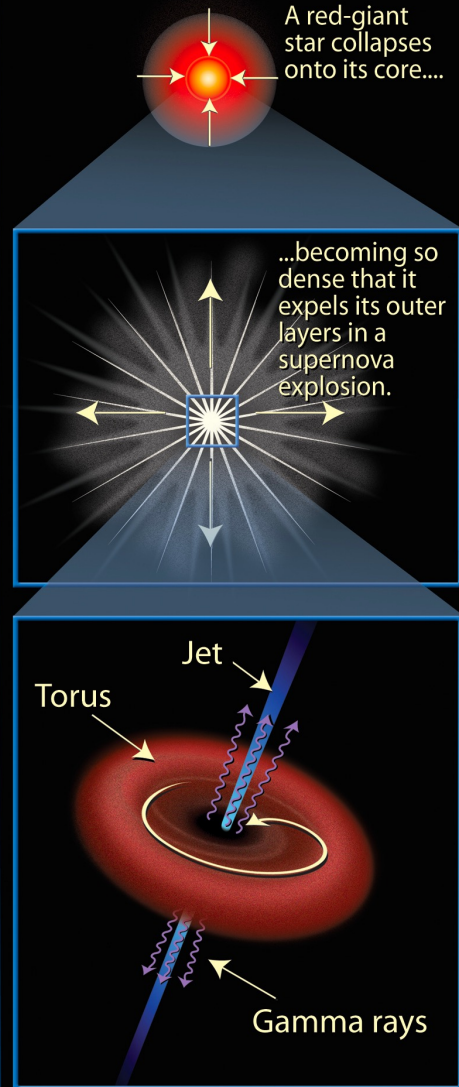 A red-giant
star collapses
onto its core....
...becoming so
dense that it
expels its outer
layers in a
supernova
explosion.
Jet
Torus
Gamma rays